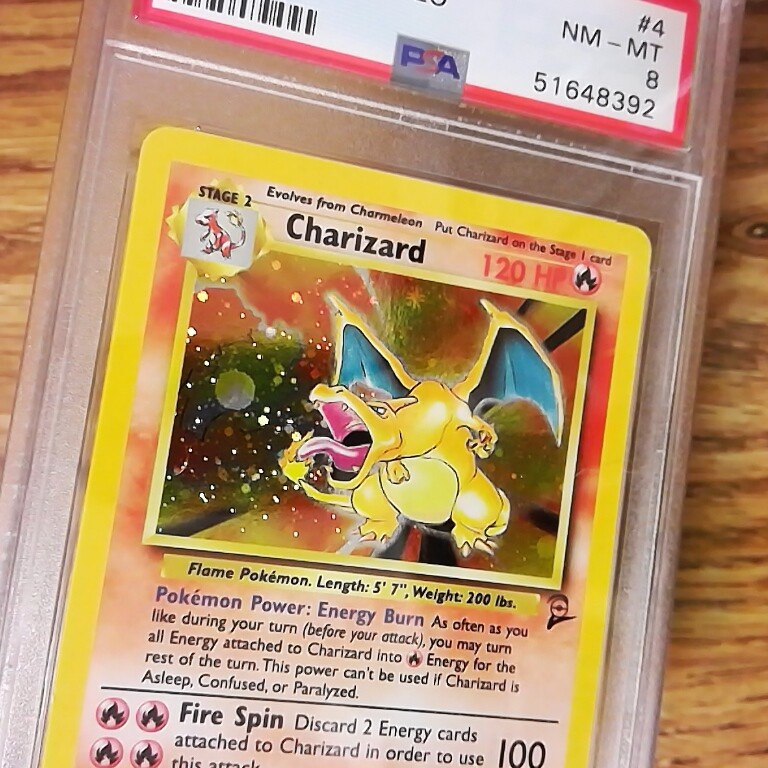 #4
NM - MT
PSA
8
51648392
STAGE 2
Evolves from Charmeleon Put Charizard on the Stage 1 card
Charizard
120 HP
Flame Pokémon. Length: 5' 7", Weight: 200 lbs.
Pokémon Power: Energy Burn As often as you
like during your turn (before your attack), you may turn
all Energy attached to Charizard into Energy for the
rest of the turn. This power can't be used if Charizard is
Asleep, Confused, or Paralyzed.
Fire Spin Discard 2 Energy cards
attached to Charizard in order to use 100
this attack.